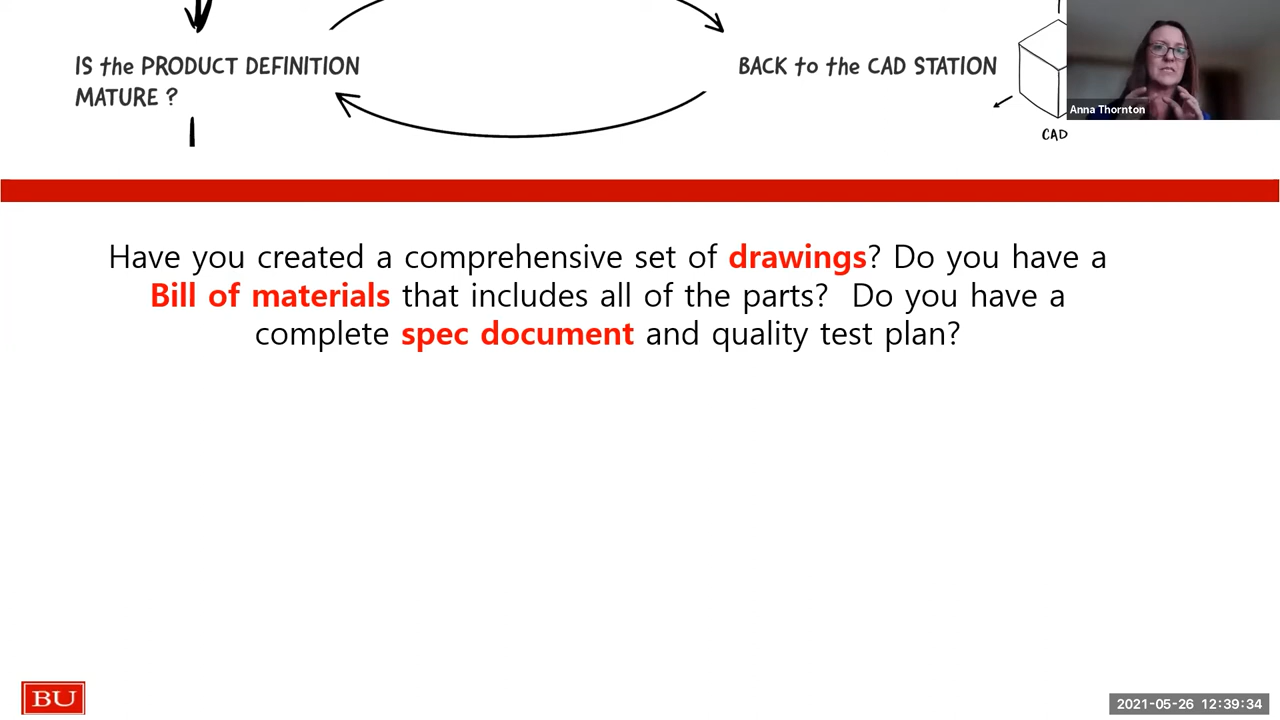 IS the PRODUCT DEFINITION
MATURE ?
BACK to the CAD STATION
Anna Thornton
CAD
Have you created a comprehensive set of drawings? Do you have a
Bill of materials that includes all of the parts?  Do you have a
complete spec document and quality test plan?
BU
2021-05-26 12:39:34